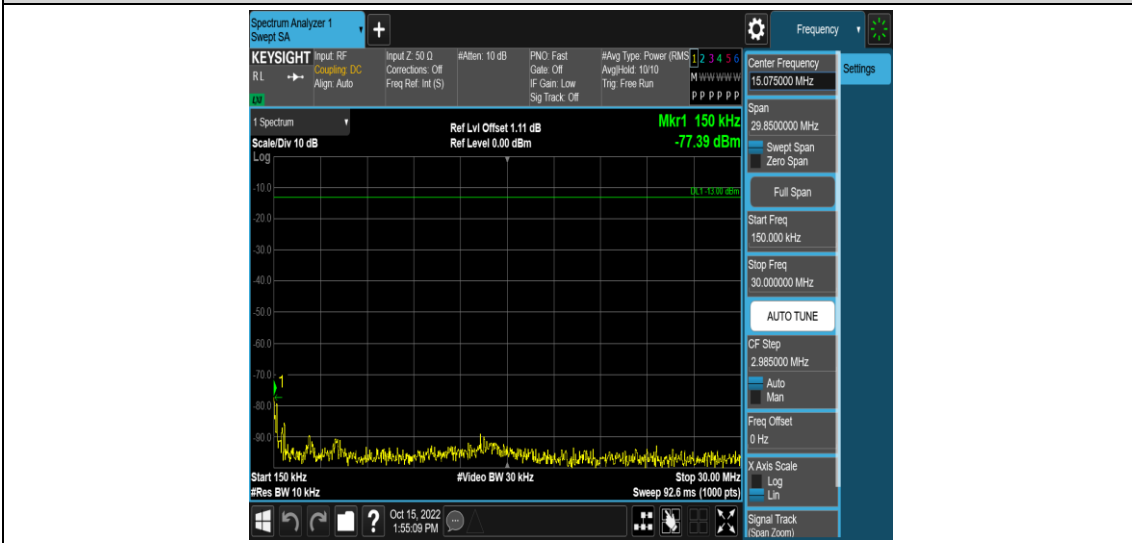 Spectrum Analyzer 1
Swept SA
+
Frequency
KEYSIGHT
RL
LXI
Input: RF
Coupling: DC
Align: Auto
Input Z: 50 Ω
Corrections: Off
Freq Ref: Int (S)
#Atten: 10 dB
PNO: Fast
Gate: Off
IF Gain: Low
Sig Track: Off
#Avg Type: Power (RMS
Avg|Hold: 10/10
Trig: Free Run
1 2 3 4 5 6
M W W W W W
P P P P P P
1 Spectrum
Scale/Div 10 dB
Log
Ref Lvl Offset 1.11 dB
Ref Level 0.00 dBm
Mkr1 150 kHz
-77.39 dBm
DL1 -13.00 dBm
-10.0
-20.0
-30.0
-40.0
-50.0
-60.0
-70.0
1
-80.0
-90.0
Start 150 kHz
#Res BW 10 kHz
#Video BW 30 kHz
Stop 30.00 MHz
Sweep 92.6 ms (1000 pts)
?
Oct 15, 2022
1:55:09 PM
Center Frequency
15.075000 MHz
Settings
Span
29.8500000 MHz
Swept Span
Zero Span
Full Span
Start Freq
150.000 kHz
Stop Freq
30.000000 MHz
AUTO TUNE
CF Step
2.985000 MHz
Auto
Man
Freq Offset
0 Hz
X Axis Scale
Log
Lin
Signal Track
(Span Zoom)